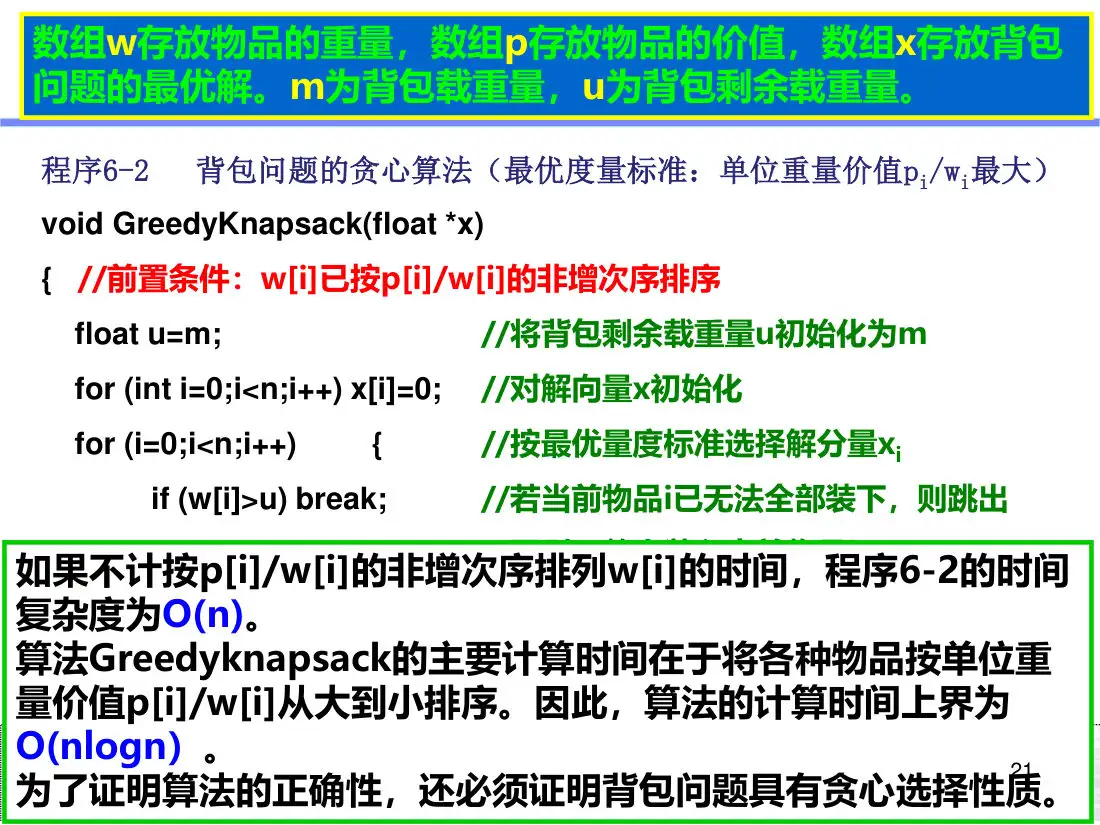 数组w存放物品的重量，数组p存放物品的价值，数组x存放背包
问题的最优解。m为背包载重量，u为背包剩余载重量。
程序6-2 背包问题的贪心算法（最优度量标准：单位重量价值pi/wi最大）
void GreedyKnapsack(float *x)
{ //前置条件：w[i]已按p[i]/w[i]的非增次序排序
float u=m; //将背包剩余载重量u初始化为m
for (int i=0;i<n;i++) x[i]=0; //对解向量x初始化
for (i=0;i<n;i++) { //按最优量度标准选择解分量xi
if (w[i]>u) break; //若当前物品i已无法全部装下，则跳出
如果不计按p[i]/w[i]的非增次序排列w[i]的时间，程序6-2的时间
复杂度为O(n)。
算法Greedyknapsack的主要计算时间在于将各种物品按单位重
量价值p[i]/w[i]从大到小排序。因此，算法的计算时间上界为
O(nlogn）。
21
为了证明算法的正确性，还必须证明背包问题具有贪心选择性质。